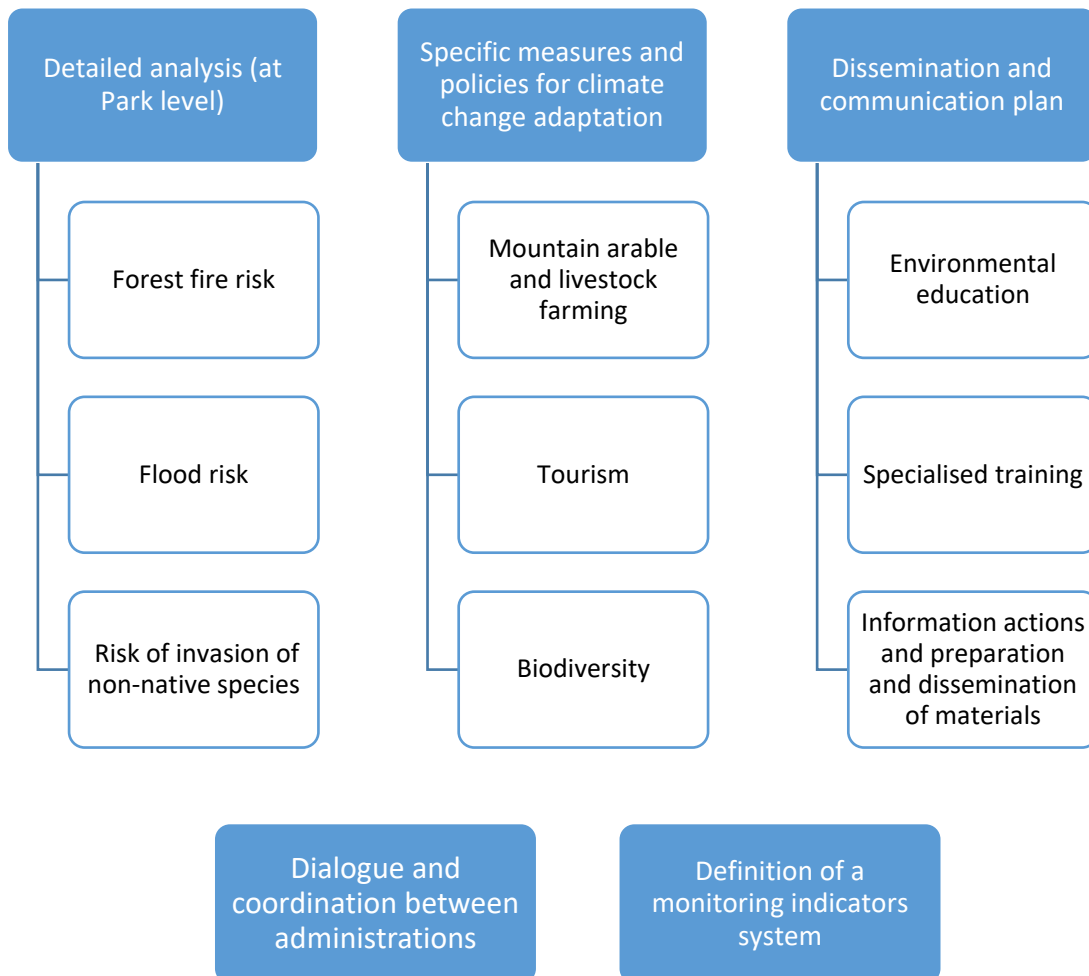 Detailed analysis (at
Park level)
Forest fire risk
Flood risk
Risk of invasion of
non-native species
Specific measures and
policies for climate
change adaptation
Mountain arable
and livestock
farming
Tourism
Biodiversity
Dissemination and
communication plan
Environmental
education
Specialised training
Information actions
and preparation
and dissemination
of materials
Dialogue and
coordination between
administrations
Definition of a
monitoring indicators
system